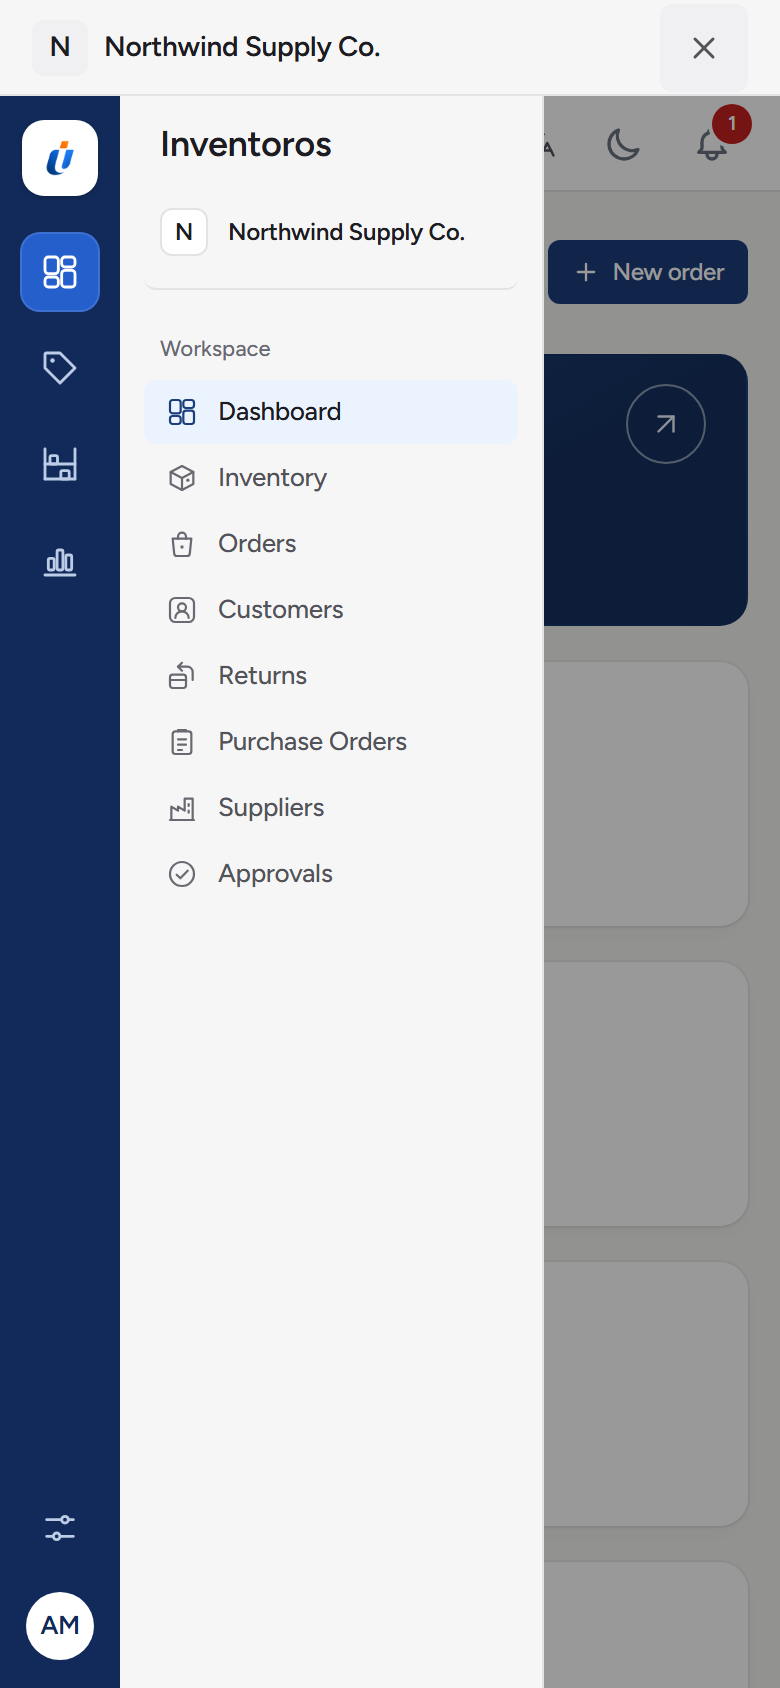 N Northwind Supply Co.
Inventoros
1
N Northwind Supply Co.
New order
Workspace
Dashboard
Inventory
Orders
Customers
Returns
Purchase Orders
Suppliers
Approvals
AM